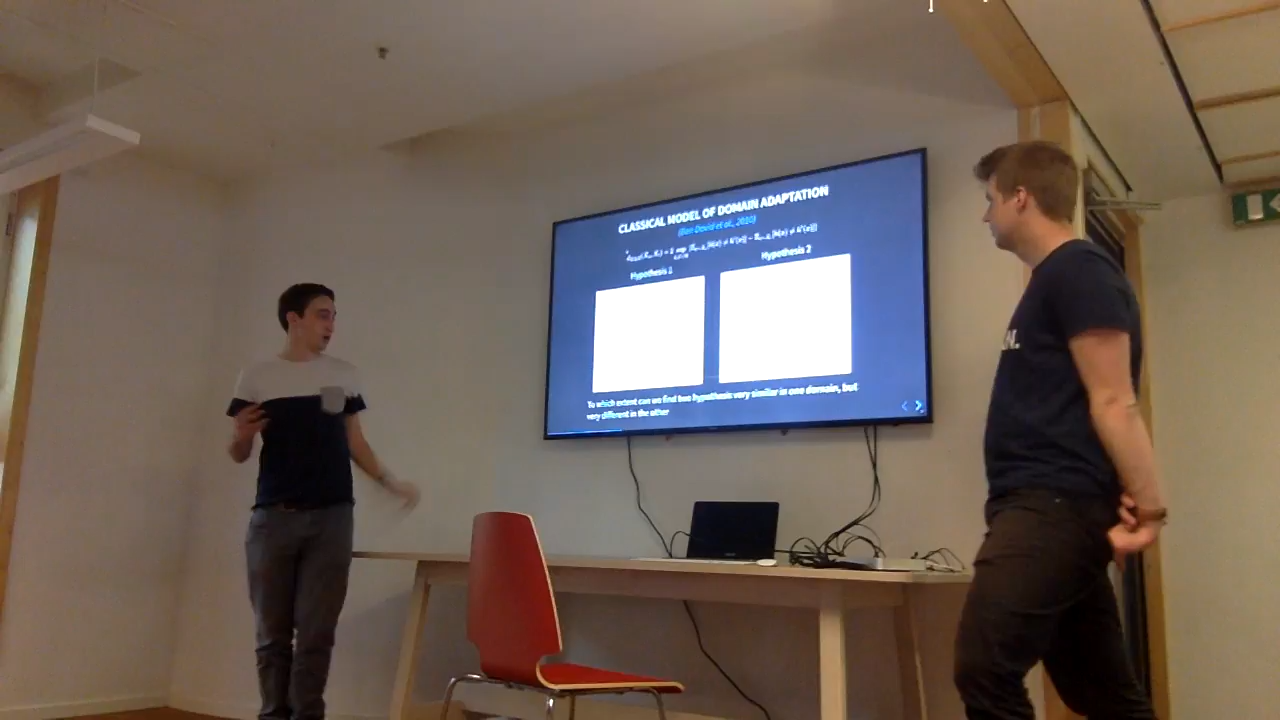 CLASSICAL MODEL OF DOMAIN ADAPTATION
(Ben David et al., 2010)
Hypothesis 1
Hypothesis 2
To which extent can we find two hypothesis very similar in one domain, but
very different in the other